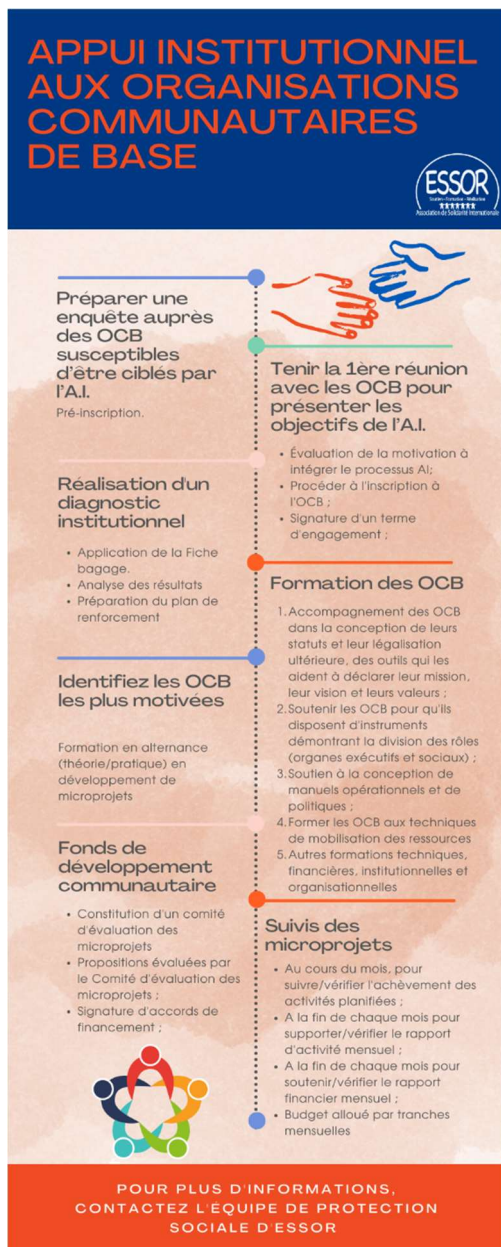 APPUI INSTITUTIONNEL
AUX ORGANISATIONS
COMMUNAUTAIRES
DE BASE
ESSOR
Soutien - Formation - Réalisation
Association de Solidarité Internationale
Préparer une
enquête auprès
des OCB
susceptibles
d'être ciblés par
l'A.I.
Pré-inscription.
Tenir la 1ère réunion
avec les OCB pour
présenter les
objectifs de l'A.I.
• Évaluation de la motivation à
intégrer le processus AI;
• Procéder à l'inscription à
l'OCB ;
• Signature d'un terme
d'engagement ;
Réalisation d'un
diagnostic
institutionnel
• Application de la Fiche
bagage.
• Analyse des résultats
• Préparation du plan de
renforcement
Formation des OCB
1. Accompagnement des OCB
dans la conception de leurs
statuts et leur légalisation
ultérieure, des outils qui les
aident à déclarer leur mission,
leur vision et leurs valeurs ;
2. Soutenir les OCB pour qu'ils
disposent d'instruments
démontrant la division des rôles
(organes exécutifs et sociaux) ;
3. Soutien à la conception de
manuels opérationnels et de
politiques ;
4. Former les OCB aux techniques
de mobilisation des ressources
5. Autres formations techniques,
financières, institutionnelles et
organisationnelles
Identifiez les OCB
les plus motivées
Formation en alternance
(théorie/pratique) en
développement de
microprojets
Fonds de
développement
communautaire
• Constitution d'un comité
d'évaluation des
microprojets
• Propositions évaluées par
le Comité d'évaluation des
microprojets ;
• Signature d'accords de
financement ;
Suivis des
microprojets
• Au cours du mois, pour
suivre/vérifier l'achèvement des
activités planifiées ;
• A la fin de chaque mois pour
supporter/vérifier le rapport
d'activité mensuel ;
• A la fin de chaque mois pour
soutenir/vérifier le rapport
financier mensuel ;
• Budget alloué par tranches
mensuelles
POUR PLUS D'INFORMATIONS,
CONTACTEZ L'ÉQUIPE DE PROTECTION
SOCIALE D'ESSOR